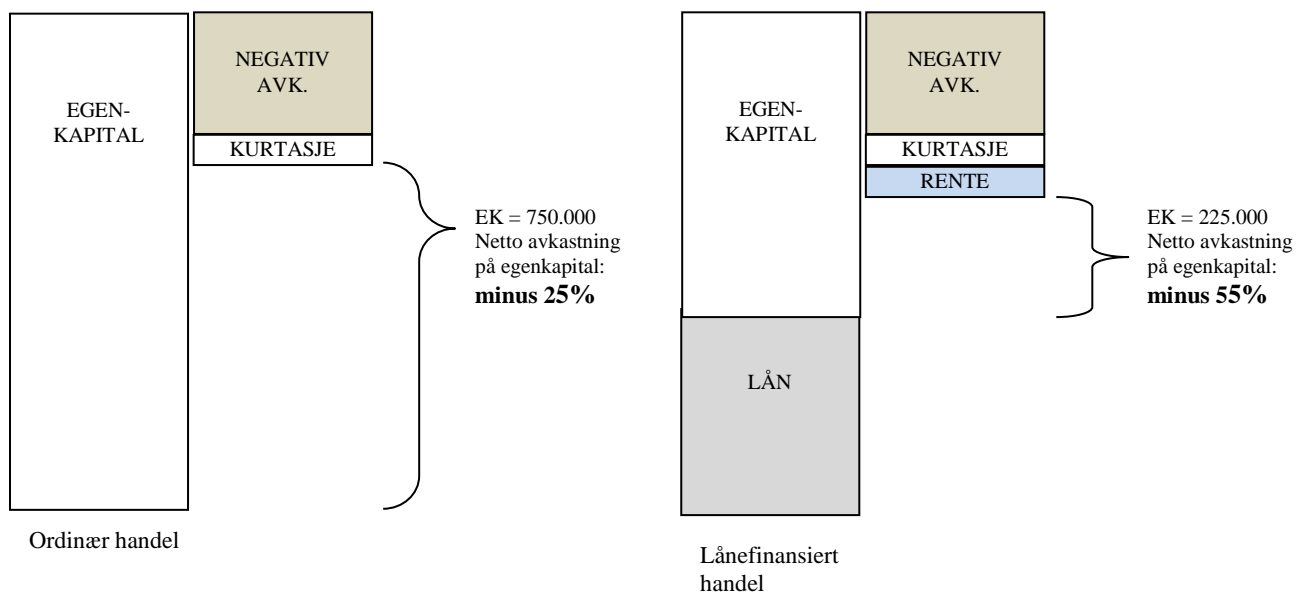 EGEN-
KAPITAL
NEGATIV
AVK.
KURTASJE
EK = 750.000
Netto avkastning
på egenkapital:
minus 25%
Ordinær handel
EGEN-
KAPITAL
LÅN
NEGATIV
AVK.
KURTASJE
RENTE
EK = 225.000
Netto avkastning
på egenkapital:
minus 55%
Lånefinansiert
handel